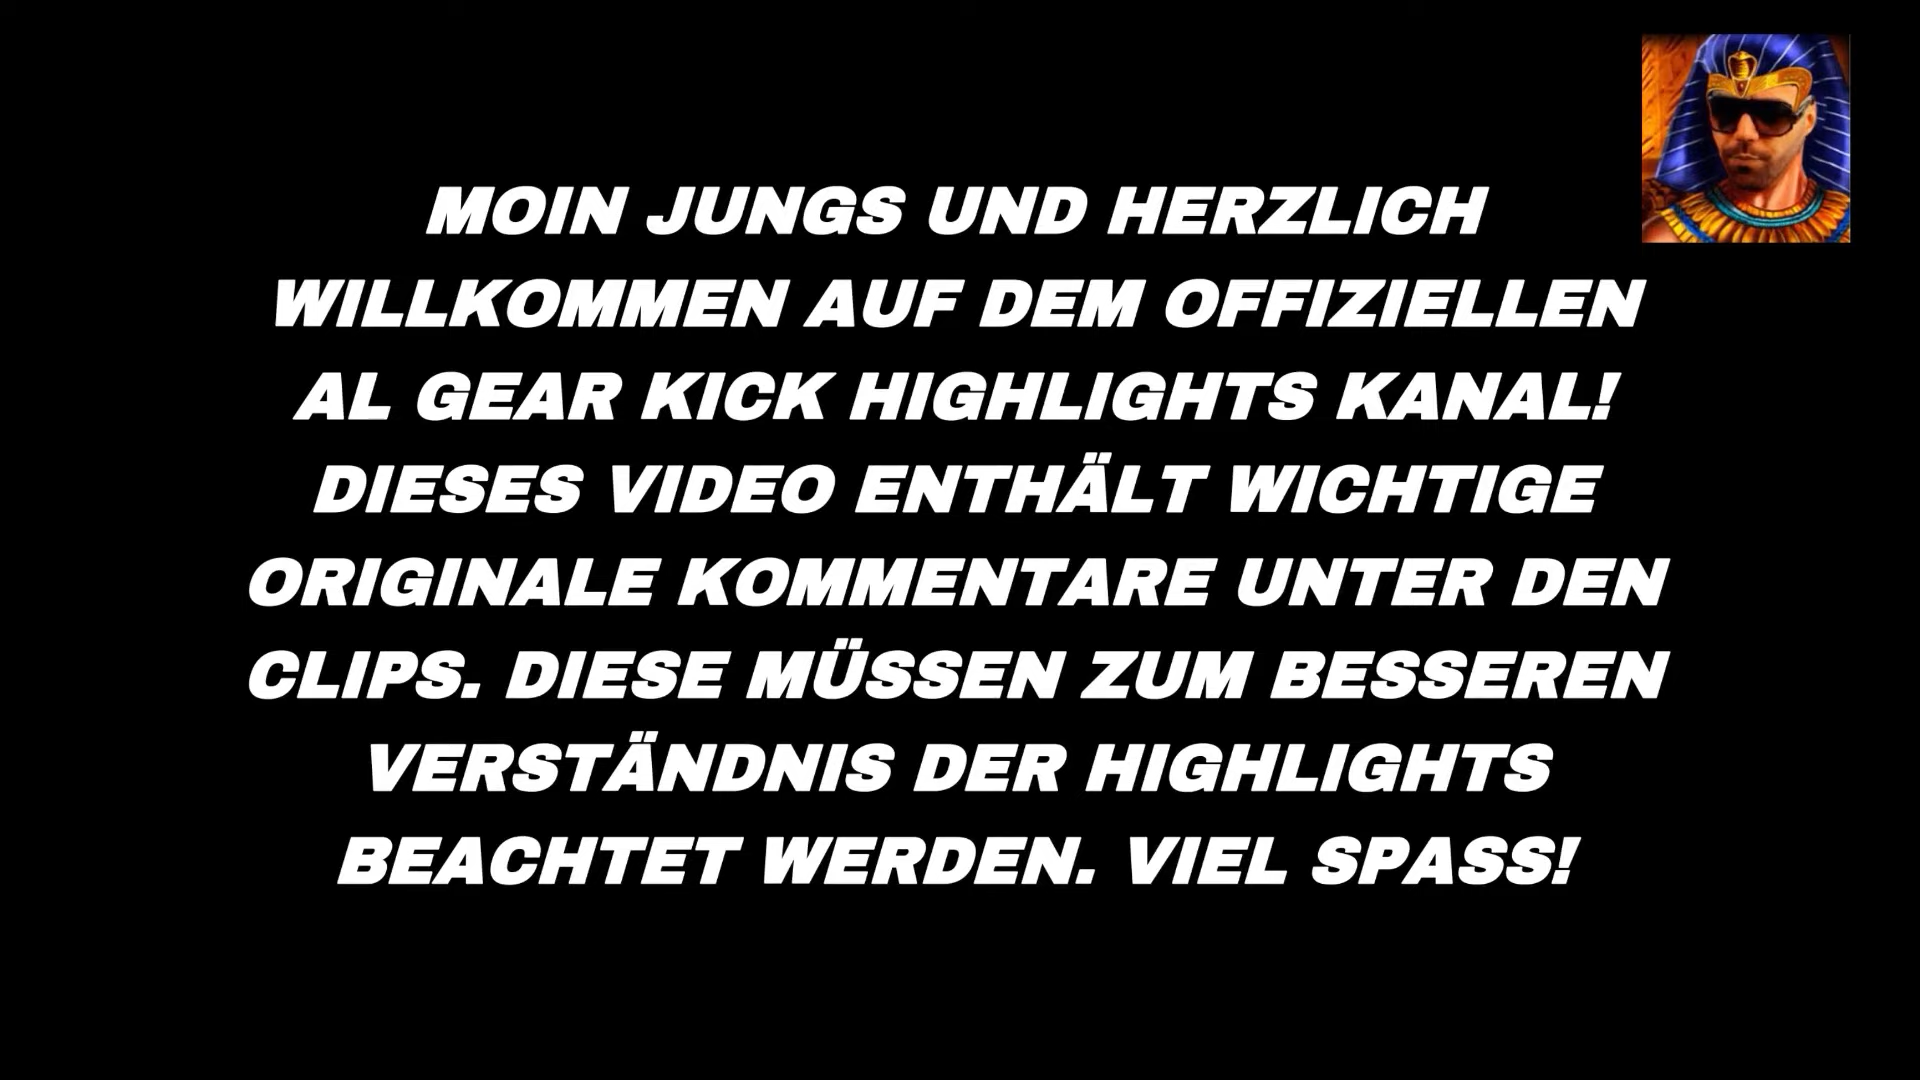 MOIN JUNGS UND HERZLICH
WILLKOMMEN AUF DEM OFFIZIELLEN
AL GEAR KICK HIGHLIGHTS KANAL!
DIESES VIDEO ENTHÄLT WICHTIGE
ORIGINALE KOMMENTARE UNTER DEN
CLIPS. DIESE MÜSSEN ZUM BESSEREN
VERSTÄNDNIS DER HIGHLIGHTS
BEACHTET WERDEN. VIEL SPASS!